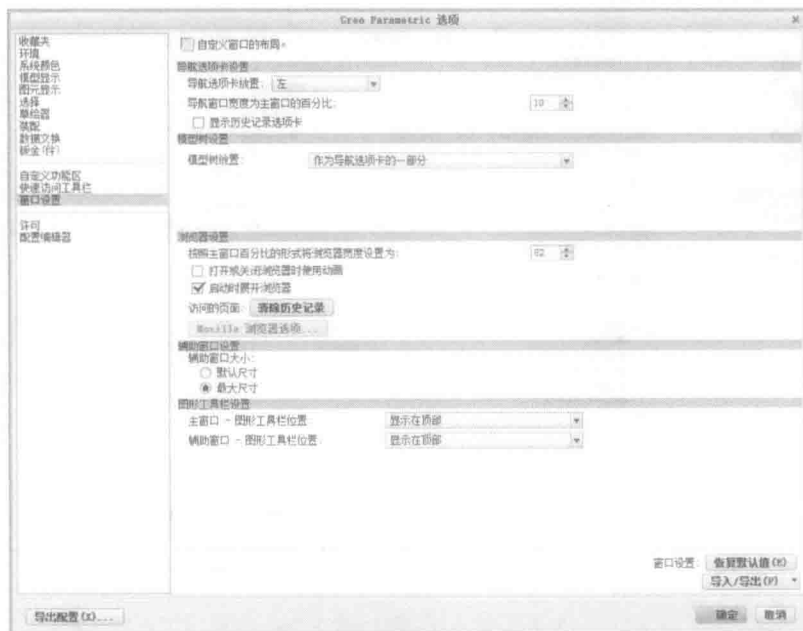 Creo Parametric 选项
收藏夹
环境
系统颜色
模型显示
图元显示
选择
草绘器
装配
数据交换
钣金(件)
自定义功能区
快速访问工具栏
窗口设置
许可
配置编辑器
自定义窗口的布局。
导航选项卡设置
导航选项卡放置: 左
导航窗口宽度为主窗口的百分比: 10
显示历史记录选项卡
模型树设置
模型树放置: 作为导航选项卡的一部分
浏览器设置
按照主窗口百分比的形式将浏览器宽度设置为: 82
打开或关闭浏览器时使用动画
启动时展开浏览器
访问的页面: 清除历史记录
Mozilla 浏览器选项...
辅助窗口设置
辅助窗口大小:
默认尺寸
最大尺寸
图形工具栏设置
主窗口 - 图形工具栏位置 显示在顶部
辅助窗口 - 图形工具栏位置: 显示在顶部
窗口设置: 恢复默认值(E)
导入/导出(P)
导出配置(X)...
确定 取消